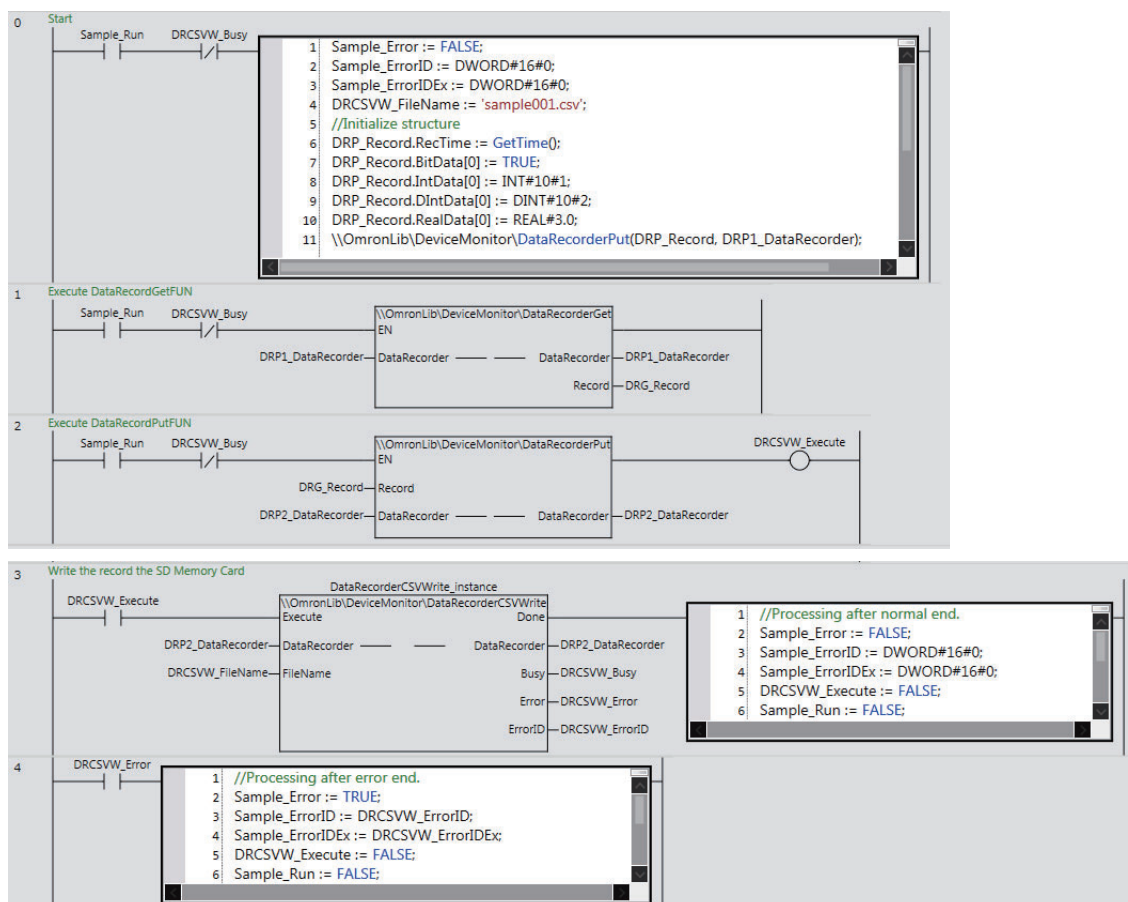 0
Start
Sample_Run DRCSVW_Busy
1 Sample_Error := FALSE;
2 Sample_ErrorID := DWORD#16#0;
3 Sample_ErrorIDEx := DWORD#16#0;
4 DRCSVW_FileName := 'sample001.csv';
5 //Initialize structure
6 DRP_Record.RecTime := GetTime();
7 DRP_Record.BitData[0] := TRUE;
8 DRP_Record.IntData[0] := INT#10#1;
9 DRP_Record.DIntData[0] := DINT#10#2;
10 DRP_Record.RealData[0] := REAL#3.0;
11 \\OmronLib\DeviceMonitor\DataRecorderPut(DRP_Record, DRP1_DataRecorder);
1
Execute DataRecordGetFUN
Sample_Run DRCSVW_Busy \\OmronLib\DeviceMonitor\DataRecorderGet
EN
DRP1_DataRecorder DataRecorder DataRecorder DRP1_DataRecorder
Record DRG_Record
2
Execute DataRecordPutFUN
Sample_Run DRCSVW_Busy \\OmronLib\DeviceMonitor\DataRecorderPut DRCSVW_Execute
EN
DRG_Record Record
DRP2_DataRecorder DataRecorder DataRecorder DRP2_DataRecorder
3
Write the record the SD Memory Card
DataRecorderCSVWrite_instance
DRCSVW_Execute \\OmronLib\DeviceMonitor\DataRecorderCSVWrite
Execute Done
DRP2_DataRecorder DataRecorder DataRecorder DRP2_DataRecorder
DRCSVW_FileName FileName Busy DRCSVW_Busy
Error DRCSVW_Error
ErrorID DRCSVW_ErrorID
1 //Processing after normal end.
2 Sample_Error := FALSE;
3 Sample_ErrorID := DWORD#16#0;
4 Sample_ErrorIDEx := DWORD#16#0;
5 DRCSVW_Execute := FALSE;
6 Sample_Run := FALSE;
4
DRCSVW_Error
1 //Processing after error end.
2 Sample_Error := TRUE;
3 Sample_ErrorID := DRCSVW_ErrorID;
4 Sample_ErrorIDEx := DRCSVW_ErrorIDEx;
5 DRCSVW_Execute := FALSE;
6 Sample_Run := FALSE;